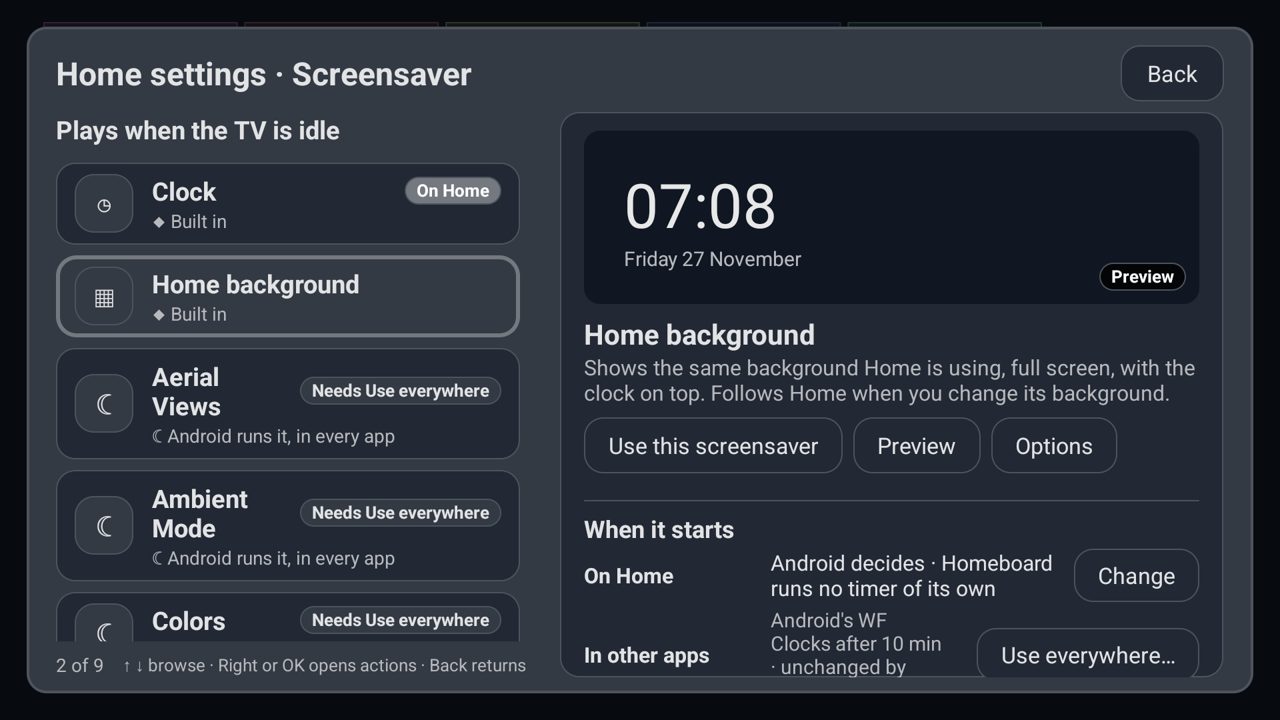 Home settings · Screensaver
Back
Plays when the TV is idle
Clock
On Home
◆ Built in
Home background
◆ Built in
Aerial
Views
Needs Use everywhere
☾ Android runs it, in every app
Ambient
Mode
Needs Use everywhere
☾ Android runs it, in every app
Colors
Needs Use everywhere
2 of 9 ↑ ↓ browse · Right or OK opens actions · Back returns
07:08
Friday 27 November
Preview
Home background
Shows the same background Home is using, full screen, with the
clock on top. Follows Home when you change its background.
Use this screensaver
Preview
Options
When it starts
On Home
Android decides · Homeboard
runs no timer of its own
Change
In other apps
Android's WF
Clocks after 10 min
· unchanged by
Use everywhere…